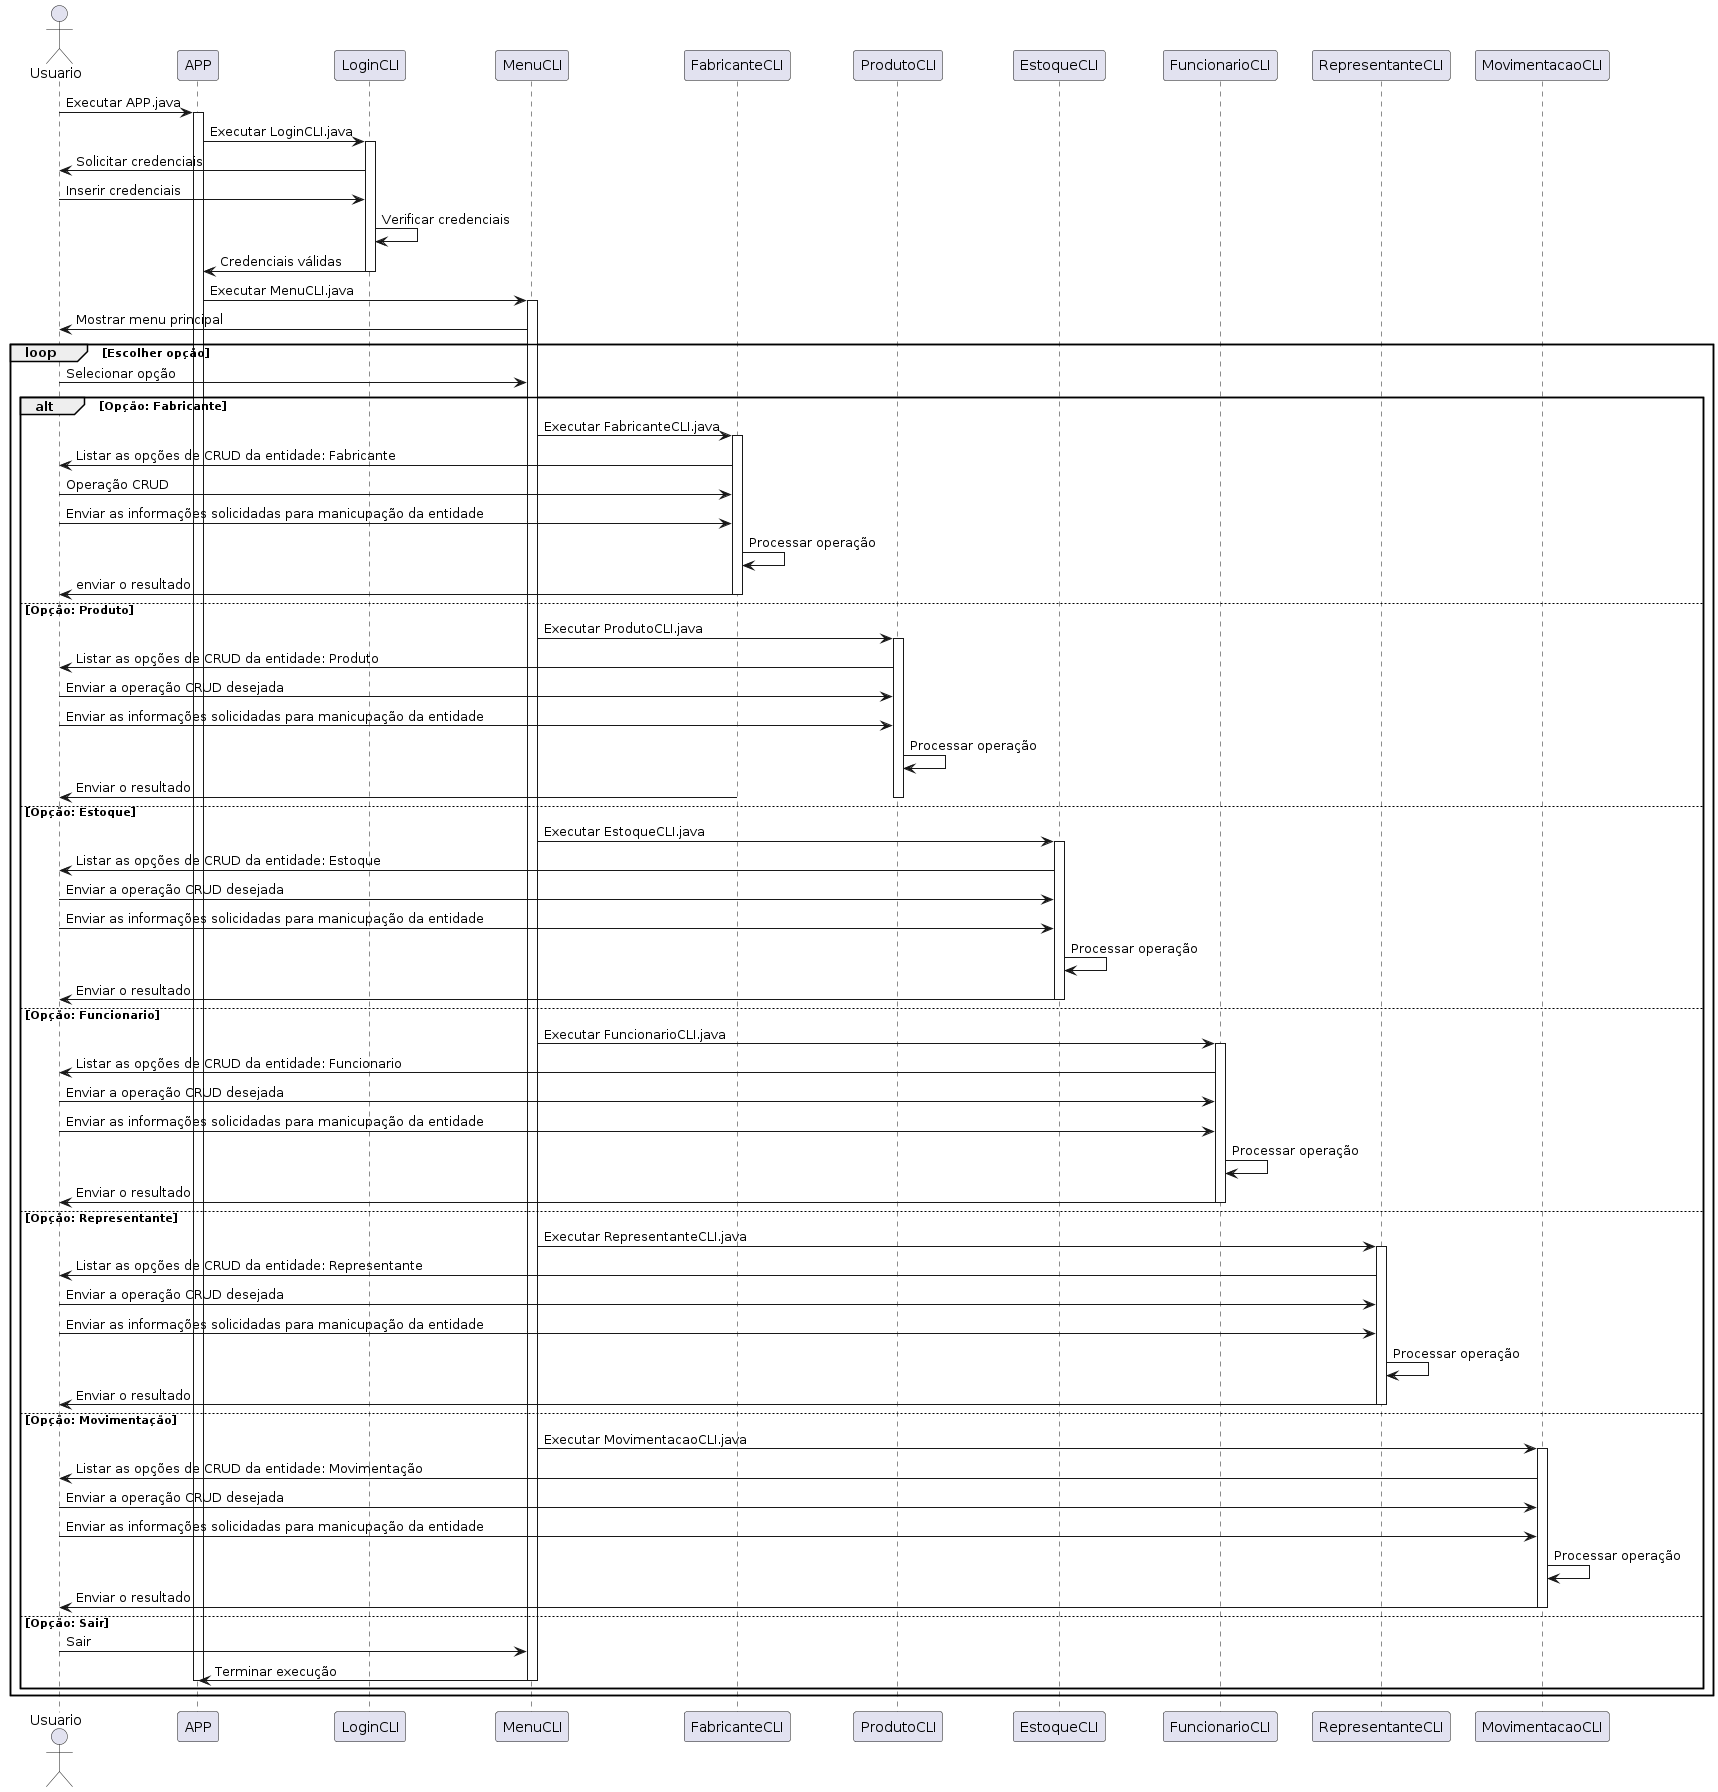 Usuario
APP
LoginCLI
MenuCLI
FabricanteCLI
ProdutoCLI
EstoqueCLI
FuncionarioCLI
RepresentanteCLI
MovimentacaoCLI
Executar APP.java
Executar LoginCLI.java
Solicitar credenciais
Inserir credenciais
Verificar credenciais
Credenciais válidas
Executar MenuCLI.java
Mostrar menu principal
loop [Escolher opção]
Selecionar opção
alt [Opção: Fabricante]
Executar FabricanteCLI.java
Listar as opções de CRUD da entidade: Fabricante
Operação CRUD
Enviar as informações solicidadas para manicupação da entidade
Processar operação
enviar o resultado
[Opção: Produto]
Executar ProdutoCLI.java
Listar as opções de CRUD da entidade: Produto
Enviar a operação CRUD desejada
Enviar as informações solicidadas para manicupação da entidade
Processar operação
Enviar o resultado
[Opção: Estoque]
Executar EstoqueCLI.java
Listar as opções de CRUD da entidade: Estoque
Enviar a operação CRUD desejada
Enviar as informações solicidadas para manicupação da entidade
Processar operação
Enviar o resultado
[Opção: Funcionario]
Executar FuncionarioCLI.java
Listar as opções de CRUD da entidade: Funcionario
Enviar a operação CRUD desejada
Enviar as informações solicidadas para manicupação da entidade
Processar operação
Enviar o resultado
[Opção: Representante]
Executar RepresentanteCLI.java
Listar as opções de CRUD da entidade: Representante
Enviar a operação CRUD desejada
Enviar as informações solicidadas para manicupação da entidade
Processar operação
Enviar o resultado
[Opção: Movimentação]
Executar MovimentacaoCLI.java
Listar as opções de CRUD da entidade: Movimentação
Enviar a operação CRUD desejada
Enviar as informações solicidadas para manicupação da entidade
Processar operação
Enviar o resultado
[Opção: Sair]
Sair
Terminar execução
Usuario
APP
LoginCLI
MenuCLI
FabricanteCLI
ProdutoCLI
EstoqueCLI
FuncionarioCLI
RepresentanteCLI
MovimentacaoCLI